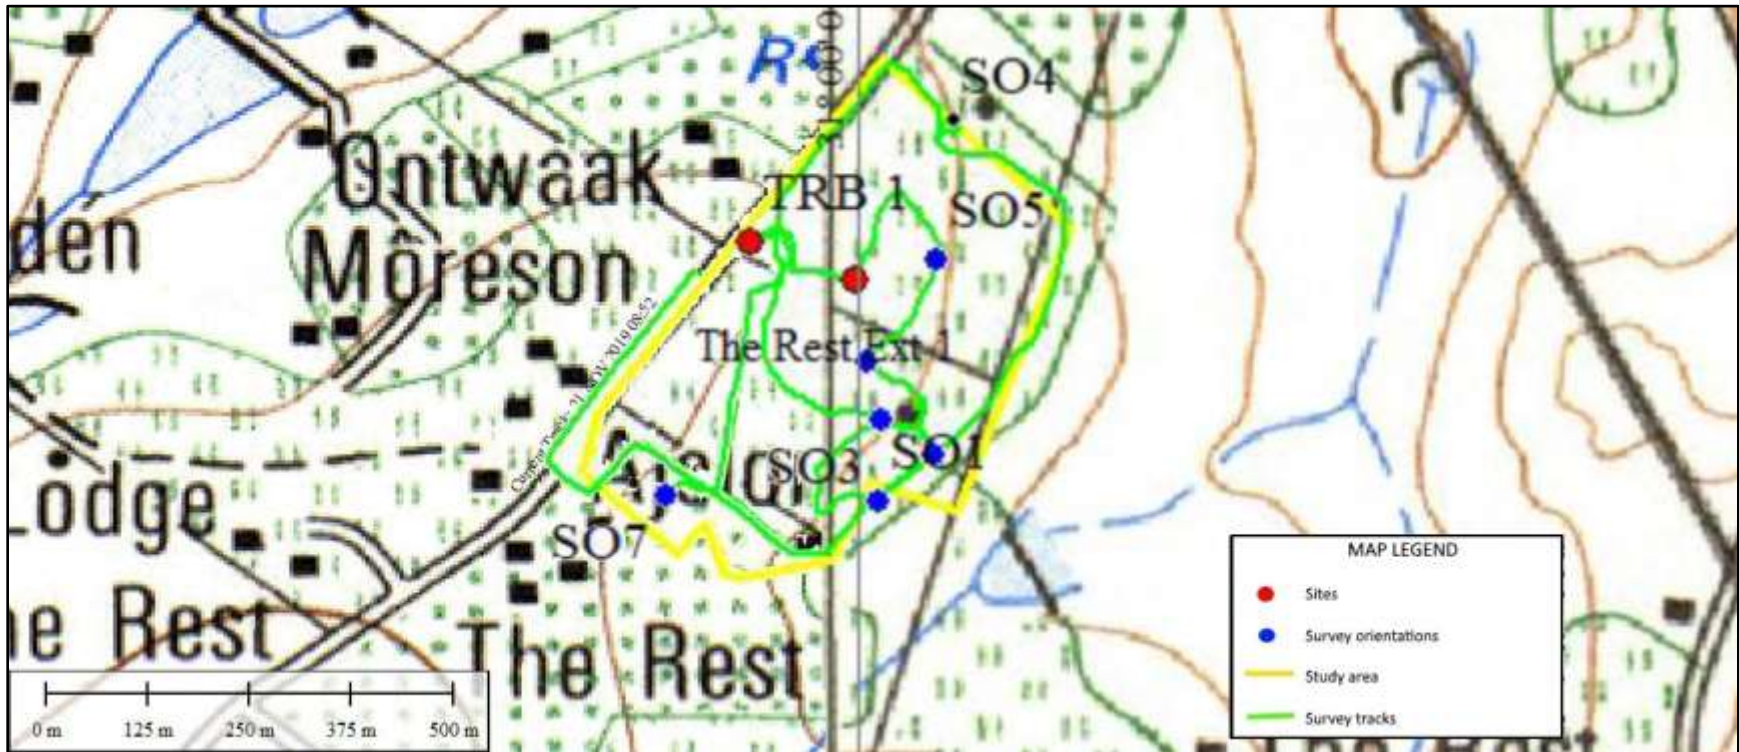 SO4
Ontwaak
TRB 1
SO5
den
Môreson
The Rest Ext 1
SO3
SO1
Lodge
SO7
he Rest
The Rest
0 m
125 m
250 m
375 m
500 m
MAP LEGEND
Sites
Survey orientations
Study area
Survey tracks